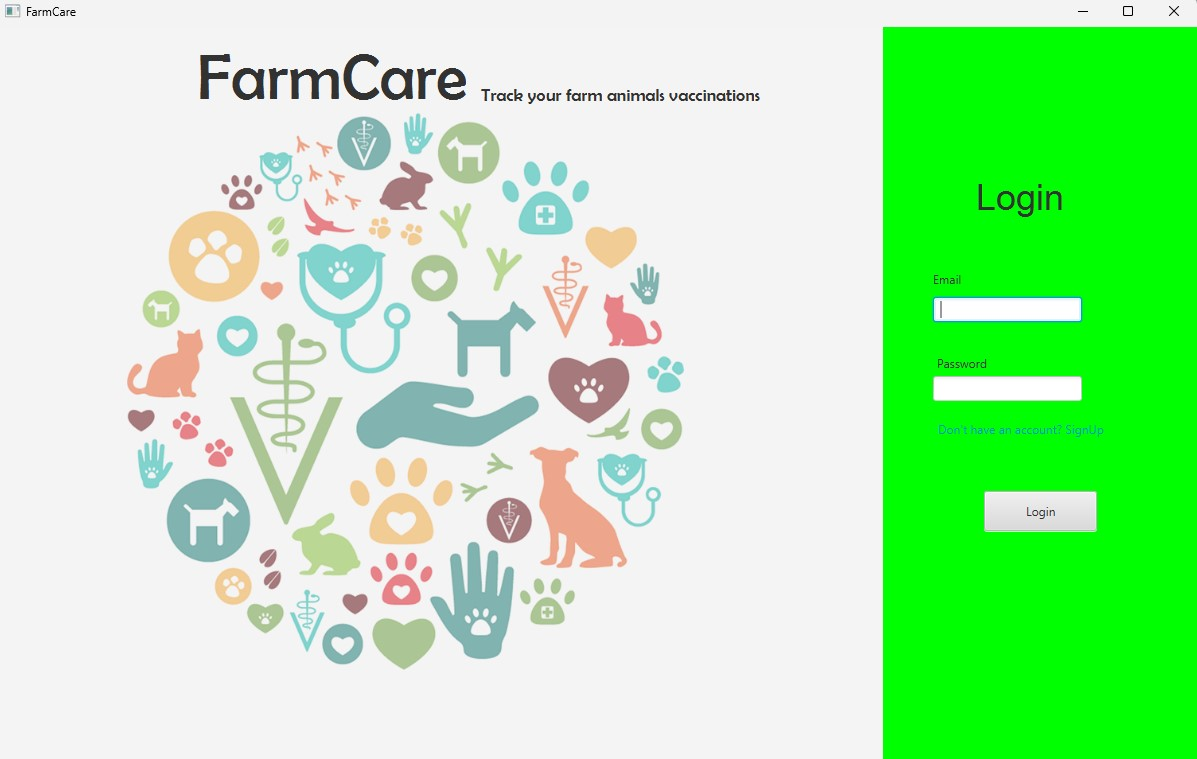 FarmCare
FarmCare Track your farm animals vaccinations
Login
Email
Password
Don't have an account? SignUp
Login